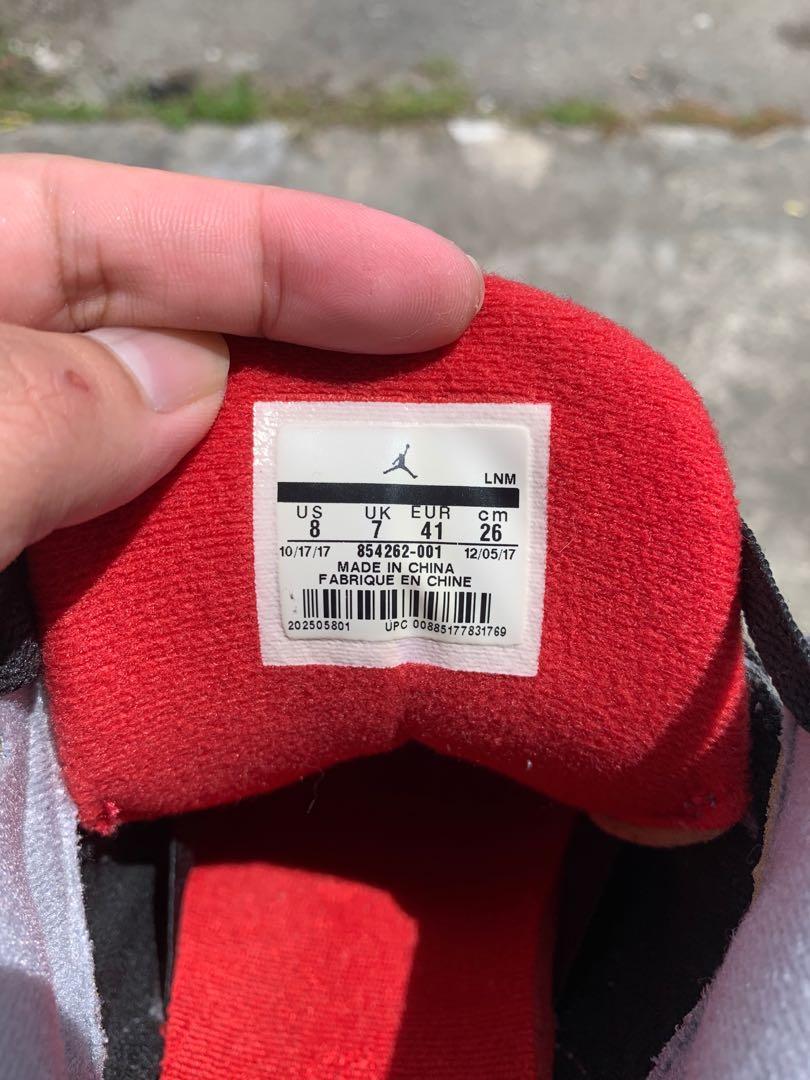 LNM
US UK EUR cm
8 7 41 26
10/17/17 854262-001 12/05/17
MADE IN CHINA
FABRIQUE EN CHINE
202505801 UPC 00885177831769